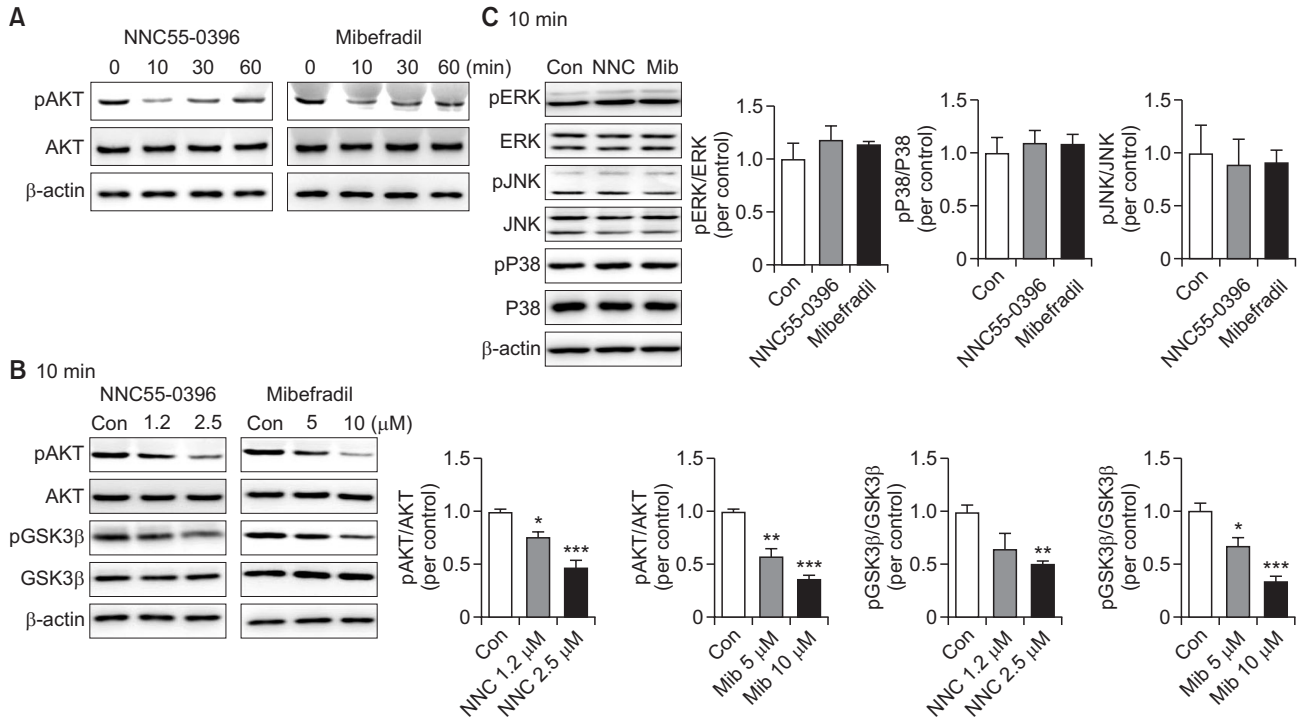 A
NNC55-0396
Mibefradil
0 10 30 60
0 10 30 60 (min)
pAKT
AKT
β-actin
C 10 min
Con NNC Mib
pERK
ERK
pJNK
JNK
pP38
P38
β-actin
pERK/ERK
(per control)
1.5
1.0
0.5
0
Con
NNC55-0396
Mibefradil
pP38/P38
(per control)
1.5
1.0
0.5
0
Con
NNC55-0396
Mibefradil
pJNK/JNK
(per control)
1.5
1.0
0.5
0
Con
NNC55-0396
Mibefradil
B 10 min
NNC55-0396
Mibefradil
Con 1.2 2.5
Con 5 10 (μM)
pAKT
AKT
pGSK3β
GSK3β
β-actin
pAKT/AKT
(per control)
1.5
1.0
0.5
0
*
***
Con
NNC 1.2 μM
NNC 2.5 μM
pAKT/AKT
(per control)
1.5
1.0
0.5
0
**
***
Con
Mib 5 μM
Mib 10 μM
pGSK3β/GSK3β
(per control)
1.5
1.0
0.5
0
**
Con
NNC 1.2 μM
NNC 2.5 μM
pGSK3β/GSK3β
(per control)
1.5
1.0
0.5
0
*
***
Con
Mib 5 μM
Mib 10 μM